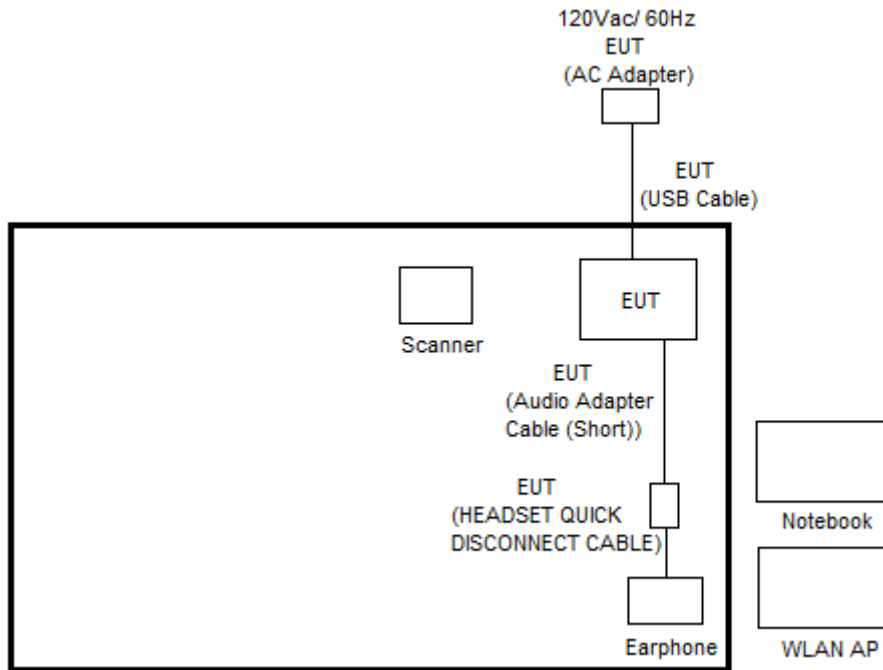 120Vac/ 60Hz
EUT
(AC Adapter)
EUT
(USB Cable)
EUT
Scanner
EUT
(Audio Adapter
Cable (Short))
EUT
(HEADSET QUICK
DISCONNECT CABLE)
Earphone
Notebook
WLAN AP